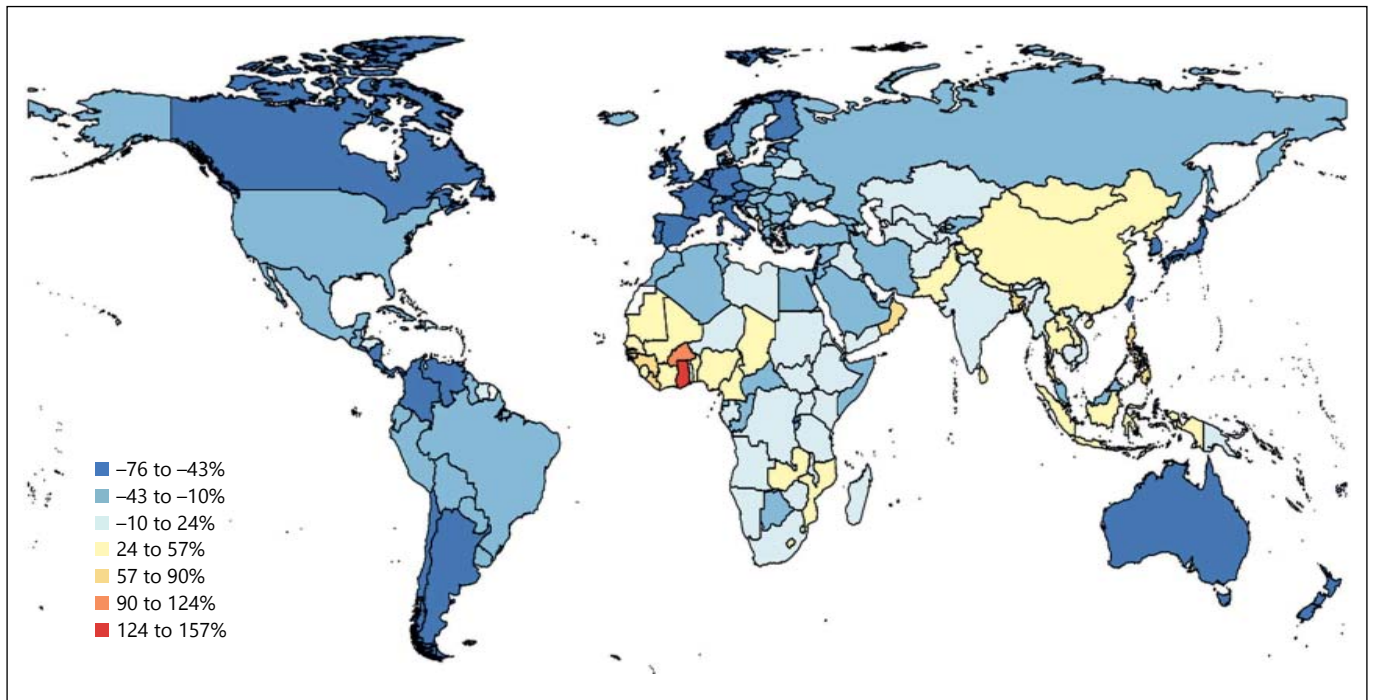 –76 to –43%
–43 to –10%
–10 to 24%
24 to 57%
57 to 90%
90 to 124%
124 to 157%